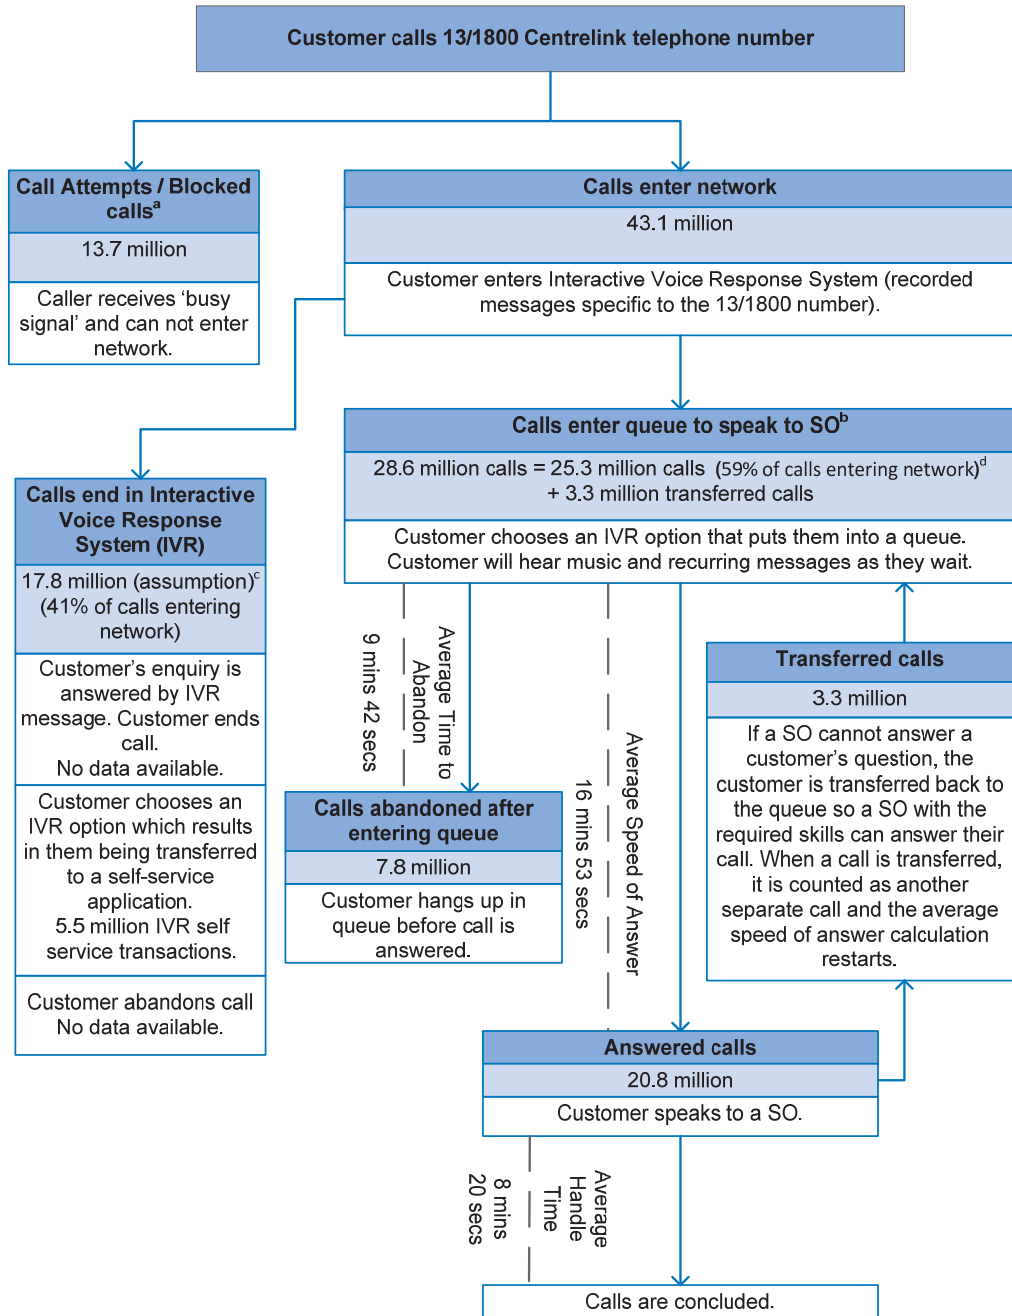 Customer calls 13/1800 Centrelink telephone number
Call Attempts / Blocked
calls^a
13.7 million
Caller receives ‘busy
signal’ and can not enter
network.
Calls enter network
43.1 million
Customer enters Interactive Voice Response System (recorded
messages specific to the 13/1800 number).
Calls enter queue to speak to SO^b
28.6 million calls = 25.3 million calls (59% of calls entering network)^d
+ 3.3 million transferred calls
Customer chooses an IVR option that puts them into a queue.
Customer will hear music and recurring messages as they wait.
Calls end in Interactive
Voice Response
System (IVR)
17.8 million (assumption)^c
(41% of calls entering
network)
Customer’s enquiry is
answered by IVR
message. Customer ends
call.
No data available.
Customer chooses an
IVR option which results
in them being transferred
to a self-service
application.
5.5 million IVR self
service transactions.
Customer abandons call
No data available.
Average Time to
Abandon
9 mins 42 secs
Calls abandoned after
entering queue
7.8 million
Customer hangs up in
queue before call is
answered.
Average Speed of Answer
16 mins 53 secs
Transferred calls
3.3 million
If a SO cannot answer a
customer’s question, the
customer is transferred back to
the queue so a SO with the
required skills can answer their
call. When a call is transferred,
it is counted as another
separate call and the average
speed of answer calculation
restarts.
Answered calls
20.8 million
Customer speaks to a SO.
Average
Handle
Time
8 mins
20 secs
Calls are concluded.